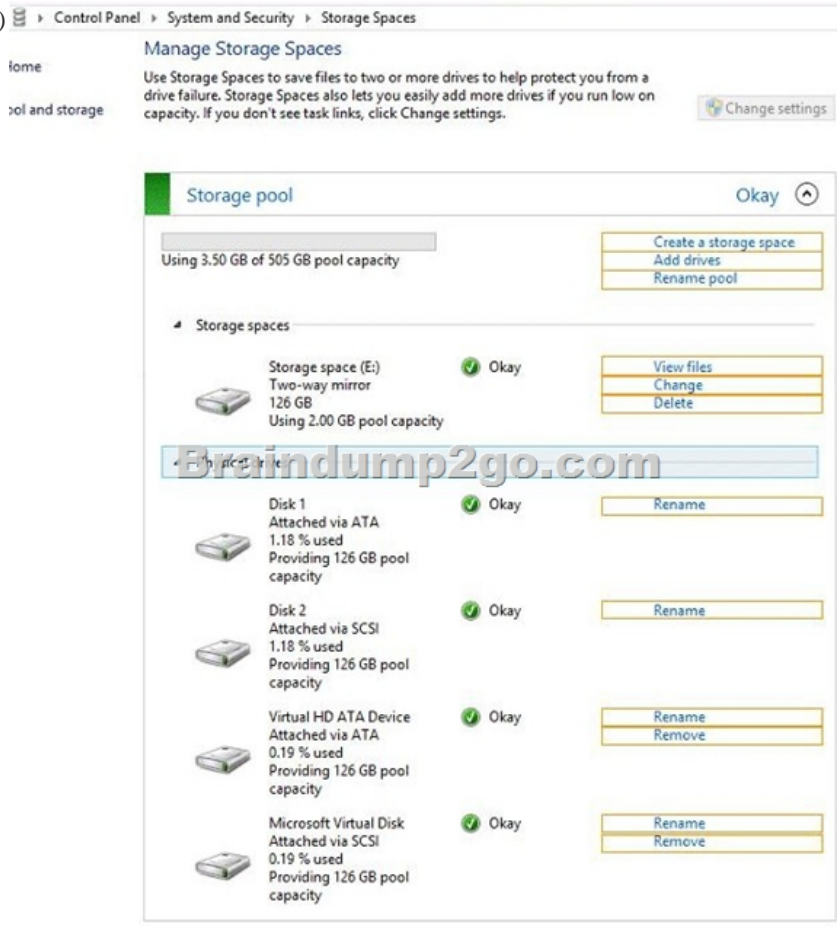 ) Control Panel System and Security Storage Spaces
Manage Storage Spaces
Use Storage Spaces to save files to two or more drives to help protect you from a
drive failure. Storage Spaces also lets you easily add more drives if you run low on
capacity. If you don't see task links, click Change settings.
ome
ool and storage
Change settings
Storage pool
Okay
Using 3.50 GB of 505 GB pool capacity
Create a storage space
Add drives
Rename pool
Storage spaces
Storage space (E:)
Two-way mirror
126 GB
Using 2.00 GB pool capacity
Okay
View files
Change
Delete
Braindump2go.com
Disk 1
Attached via ATA
1.18 % used
Providing 126 GB pool
capacity
Okay
Rename
Disk 2
Attached via SCSI
1.18 % used
Providing 126 GB pool
capacity
Okay
Rename
Virtual HD ATA Device
Attached via ATA
0.19 % used
Providing 126 GB pool
capacity
Okay
Rename
Remove
Microsoft Virtual Disk
Attached via SCSI
0.19 % used
Providing 126 GB pool
capacity
Okay
Rename
Remove